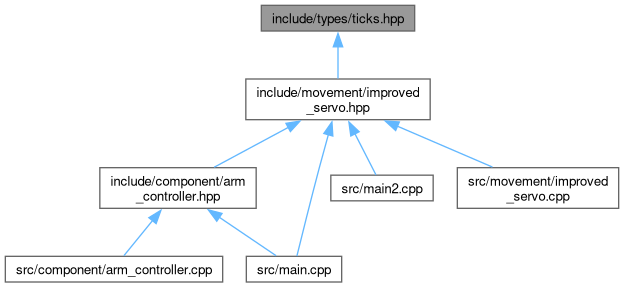 include/types/ticks.hpp
include/movement/improved
_servo.hpp
include/component/arm
_controller.hpp
src/main2.cpp
src/movement/improved
_servo.cpp
src/component/arm_controller.cpp
src/main.cpp